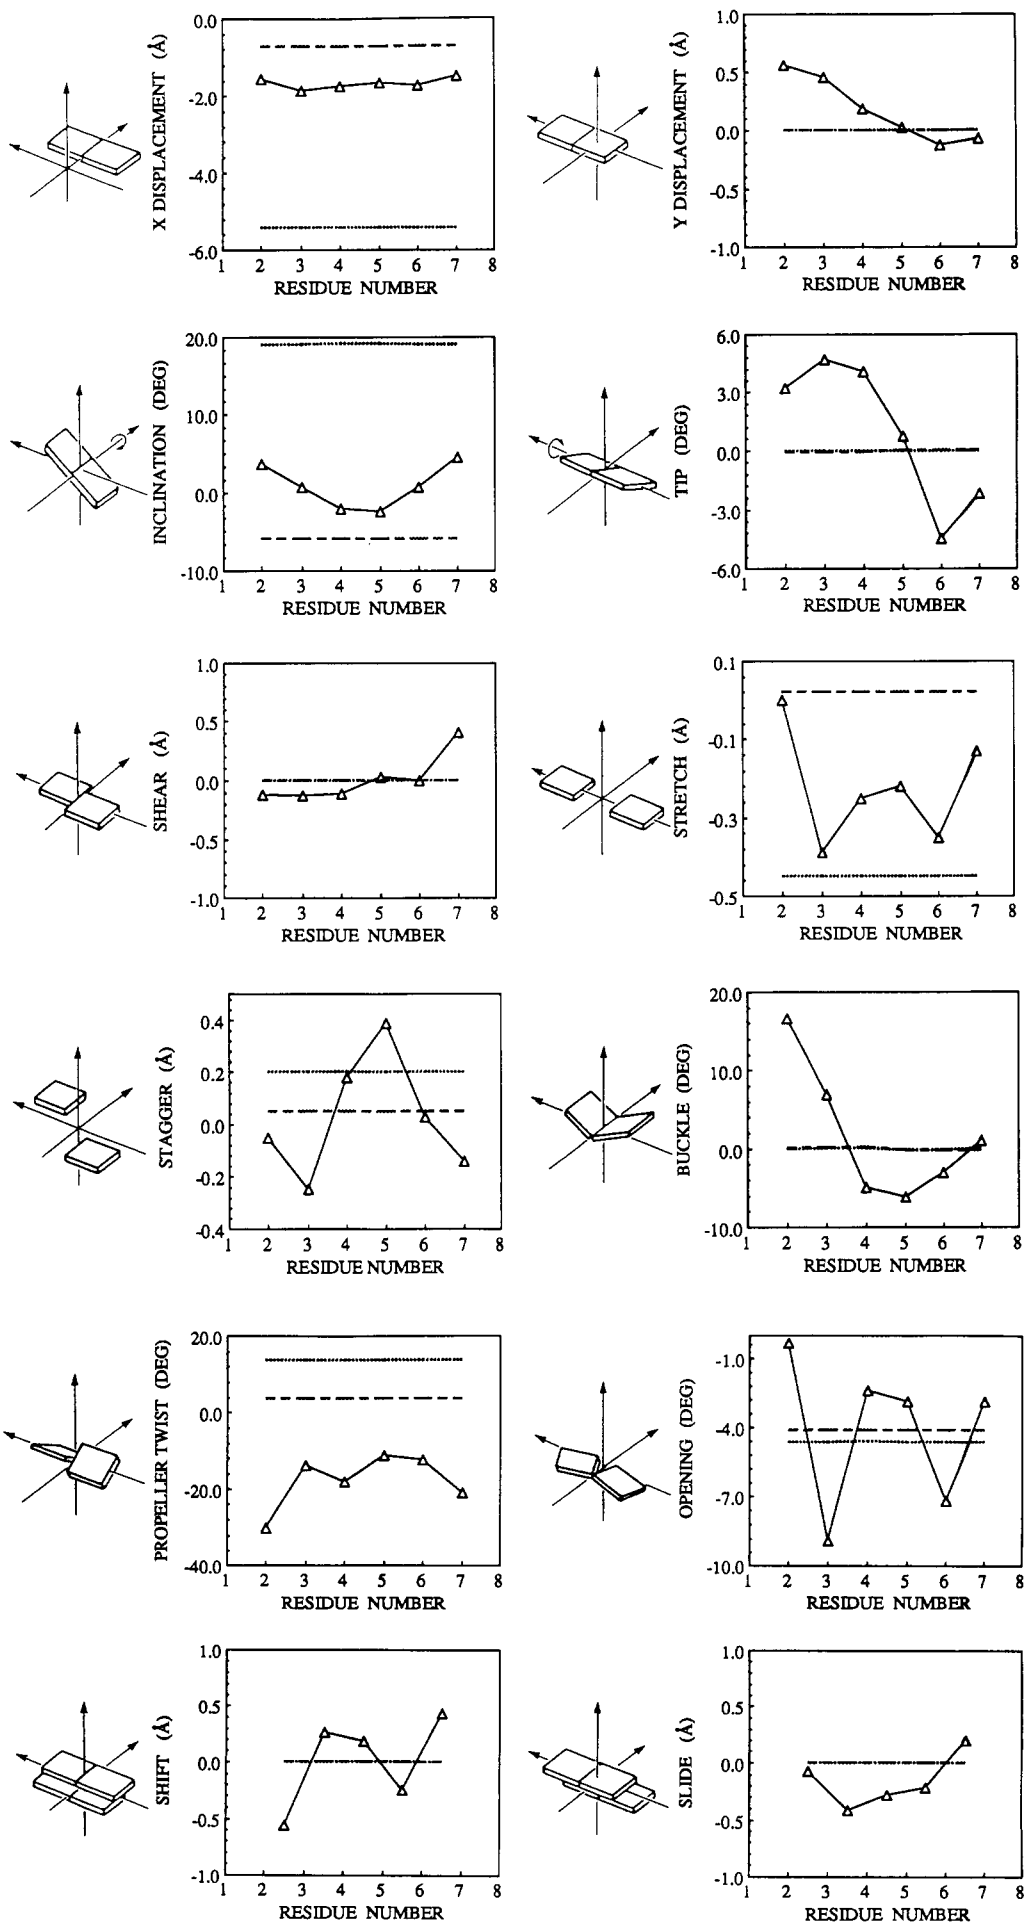 0.0
-2.0
-4.0
-6.0
X DISPLACEMENT (Å)
1 2 3 4 5 6 7 8
RESIDUE NUMBER
1.0
0.5
0.0
-0.5
-1.0
Y DISPLACEMENT (Å)
1 2 3 4 5 6 7 8
RESIDUE NUMBER
20.0
10.0
0.0
-10.0
INCLINATION (DEG)
1 2 3 4 5 6 7 8
RESIDUE NUMBER
6.0
3.0
0.0
-3.0
-6.0
TIP (DEG)
1 2 3 4 5 6 7 8
RESIDUE NUMBER
1.0
0.5
0.0
-0.5
-1.0
SHEAR (Å)
1 2 3 4 5 6 7 8
RESIDUE NUMBER
0.1
-0.1
-0.3
-0.5
STRETCH (Å)
1 2 3 4 5 6 7 8
RESIDUE NUMBER
0.4
0.2
0.0
-0.2
-0.4
STAGGER (Å)
1 2 3 4 5 6 7 8
RESIDUE NUMBER
20.0
10.0
0.0
-10.0
BUCKLE (DEG)
1 2 3 4 5 6 7 8
RESIDUE NUMBER
20.0
0.0
-20.0
-40.0
PROPELLER TWIST (DEG)
1 2 3 4 5 6 7 8
RESIDUE NUMBER
-1.0
-4.0
-7.0
-10.0
OPENING (DEG)
1 2 3 4 5 6 7 8
RESIDUE NUMBER
1.0
0.5
0.0
-0.5
-1.0
SHIFT (Å)
1 2 3 4 5 6 7 8
RESIDUE NUMBER
1.0
0.5
0.0
-0.5
-1.0
SLIDE (Å)
1 2 3 4 5 6 7 8
RESIDUE NUMBER